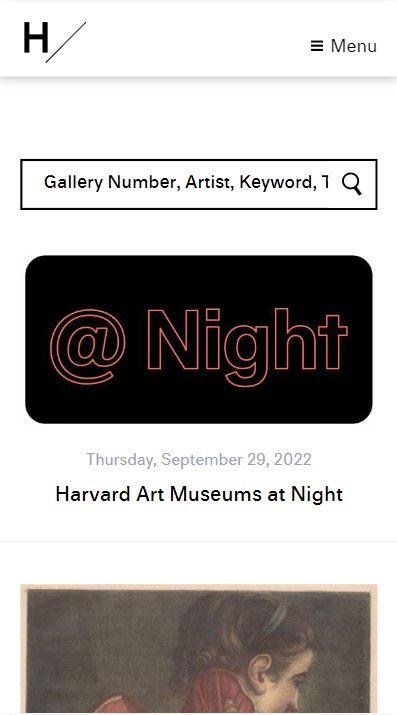 H/
Menu
Gallery Number, Artist, Keyword, T
@ Night
Thursday, September 29, 2022
Harvard Art Museums at Night